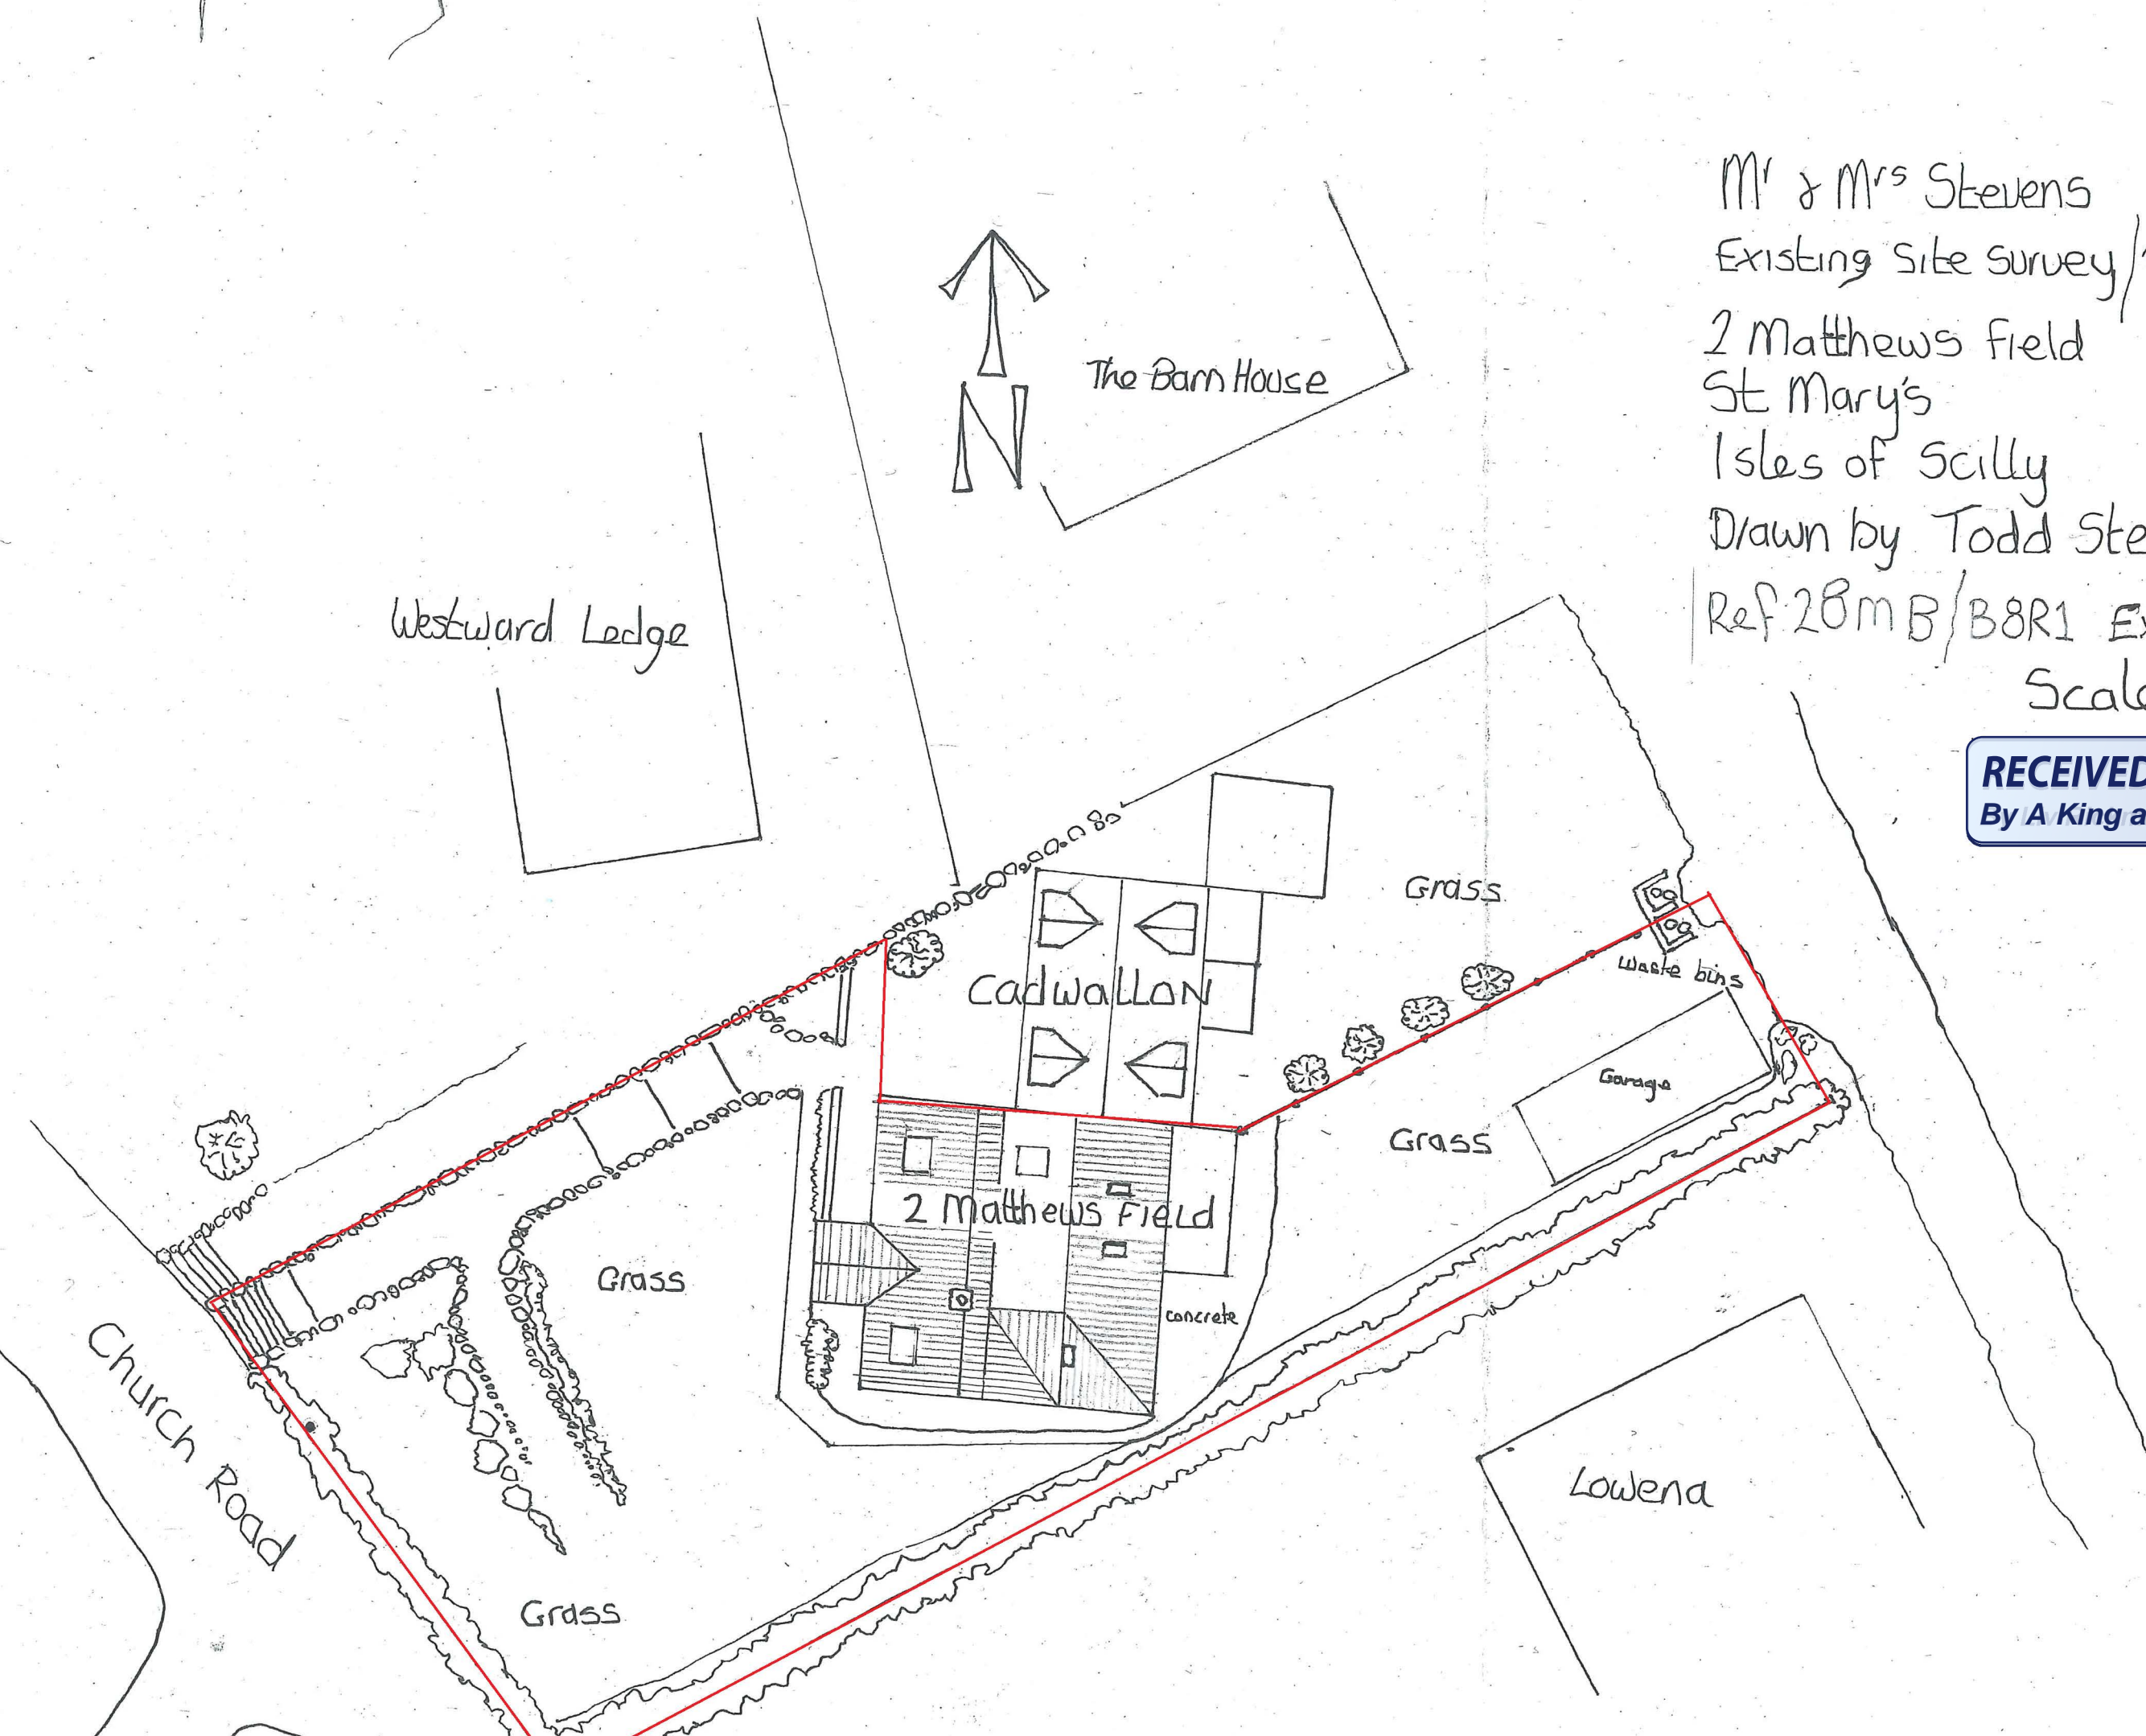 Mr & Mrs Stevens
Existing Site Survey/
2 Matthews Field
St Mary's
Isles of Scilly
Drawn by Todd Ste
Ref:28MB/B8R1 Ex
Scale
RECEIVED
By A King a
N
The Barn House
Westward Ledge
Grass
Cadwallon
Waste bins
Garage
Grass
2 Matthews Field
Grass
concrete
Church Road
Lowena
Grass